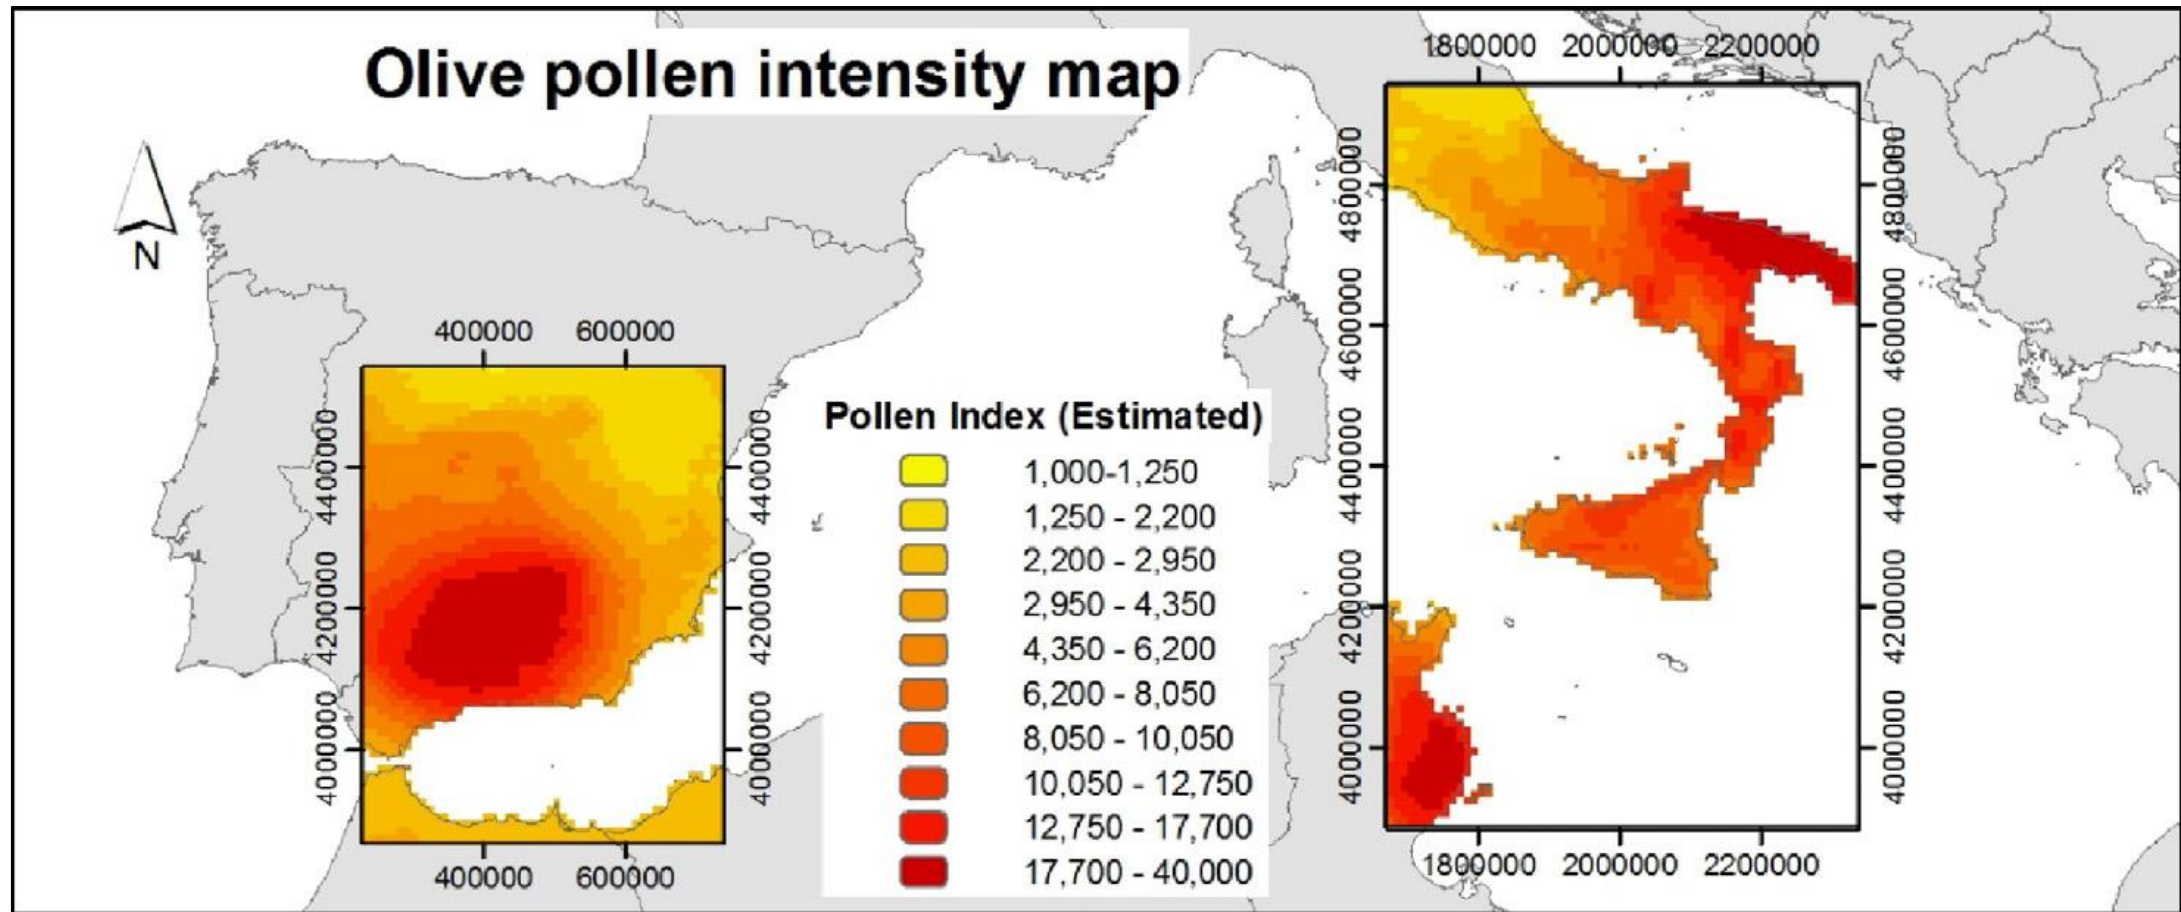 Olive pollen intensity map
N
400000 600000
4400000
4200000
4000000
4400000
4200000
4000000
400000 600000
Pollen Index (Estimated)
1,000-1,250
1,250 - 2,200
2,200 - 2,950
2,950 - 4,350
4,350 - 6,200
6,200 - 8,050
8,050 - 10,050
10,050 - 12,750
12,750 - 17,700
17,700 - 40,000
1800000 2000000 2200000
4800000
4600000
4400000
4200000
4000000
4800000
4600000
4400000
4200000
4000000
1800000 2000000 2200000